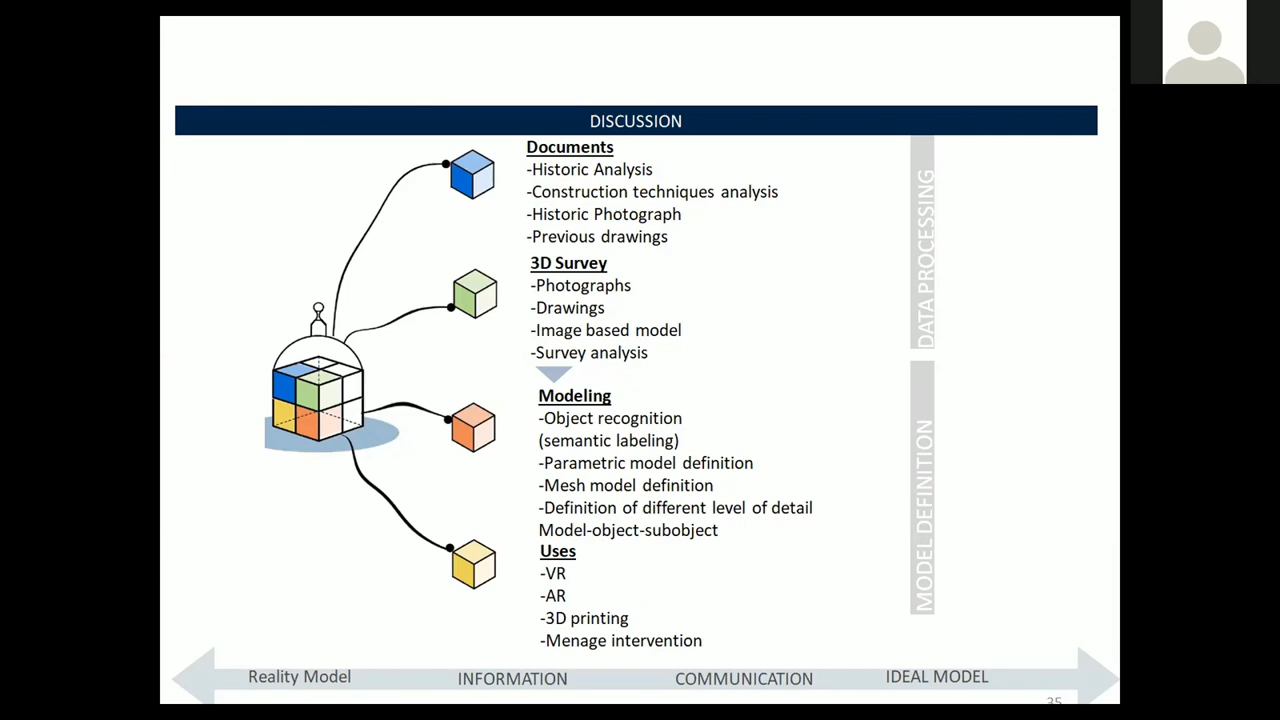 DISCUSSION
Documents
-Historic Analysis
-Construction techniques analysis
-Historic Photograph
-Previous drawings
3D Survey
-Photographs
-Drawings
-Image based model
-Survey analysis
DATA PROCESSING
Modeling
-Object recognition
(semantic labeling)
-Parametric model definition
-Mesh model definition
-Definition of different level of detail
Model-object-subobject
Uses
-VR
-AR
-3D printing
-Menage intervention
MODEL DEFINITION
Reality Model
INFORMATION
COMMUNICATION
IDEAL MODEL
35